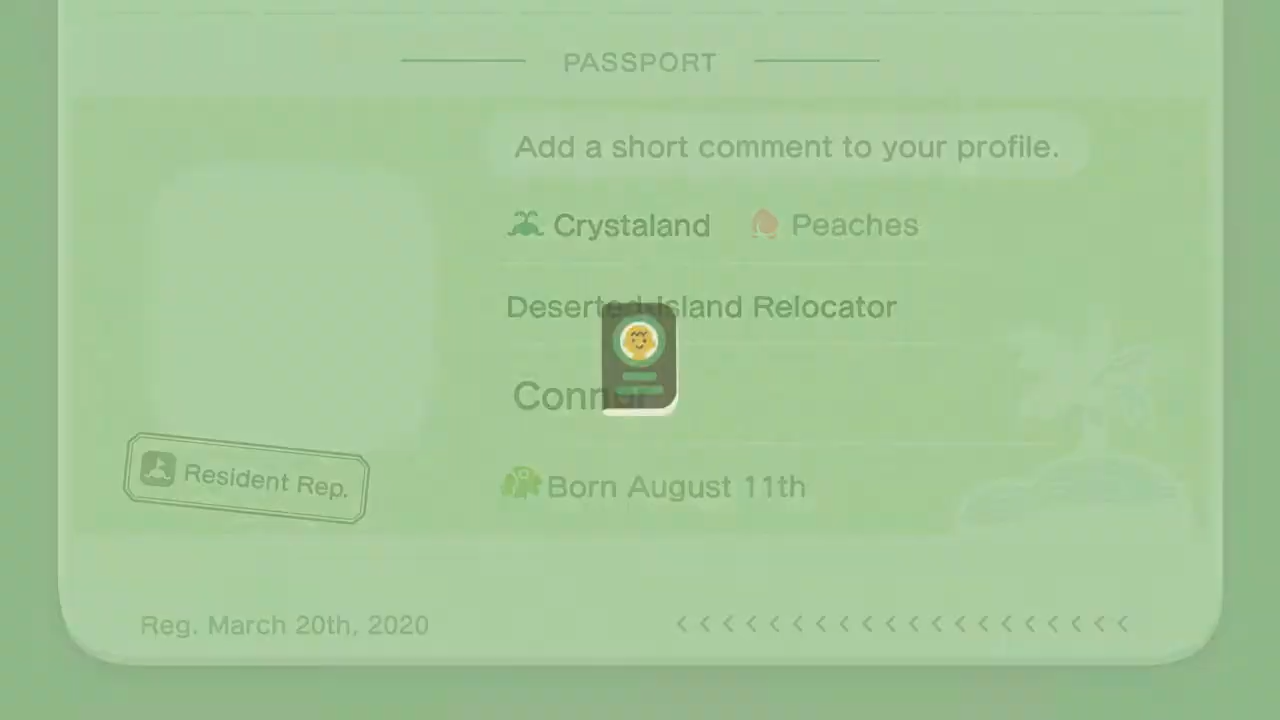 PASSPORT
Add a short comment to your profile.
Crystaland Peaches
Deserted Island Relocator
Resident Rep.
Born August 11th
Reg. March 20th, 2020 <<<<<<<<<<<<<<<<<<<<